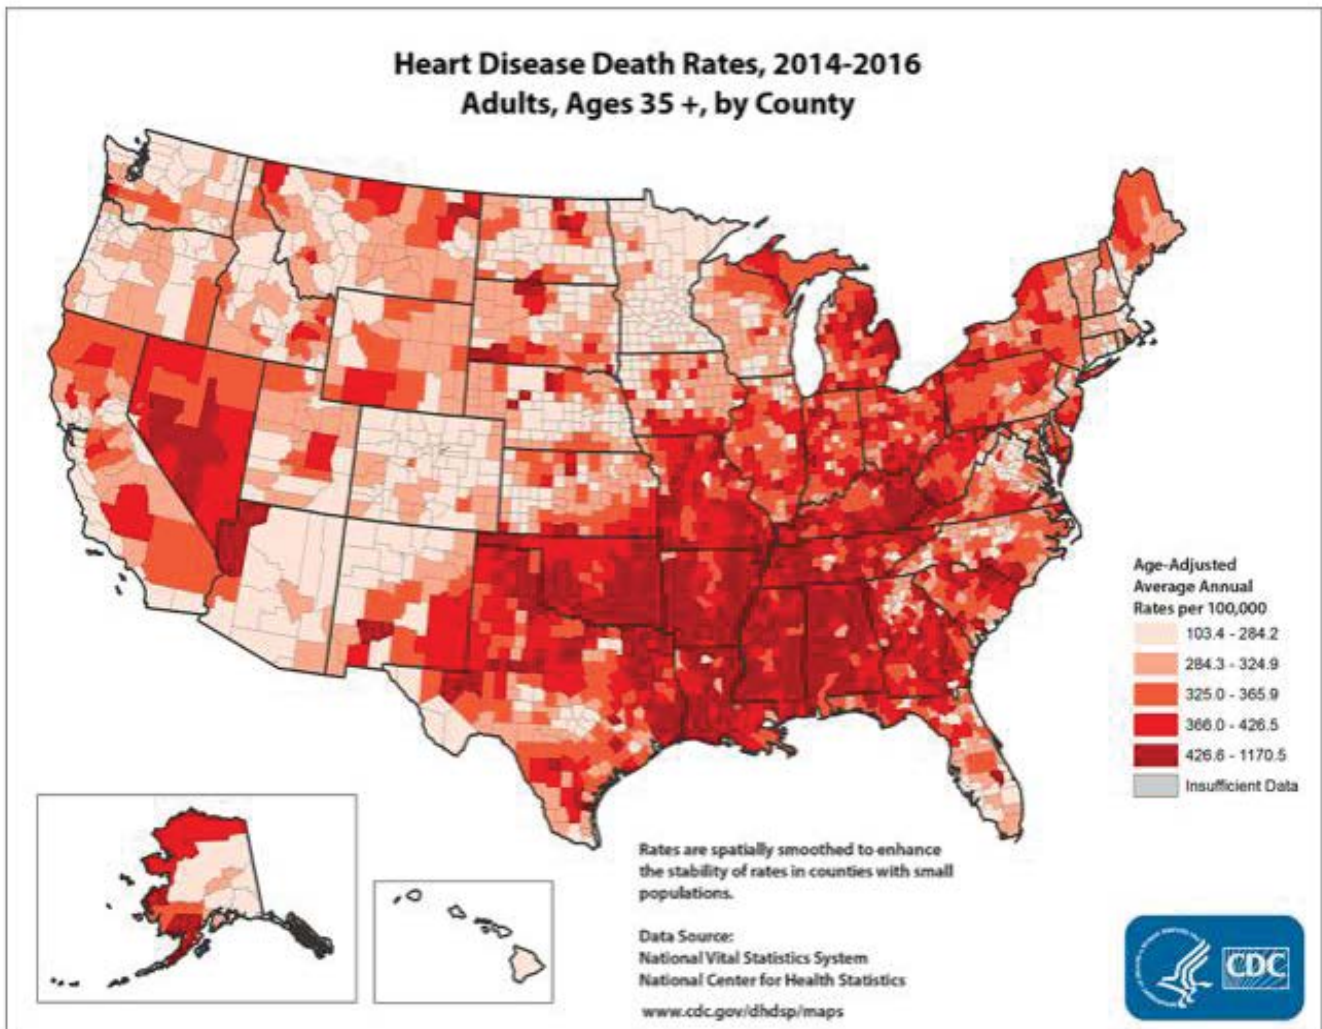 Heart Disease Death Rates, 2014-2016
Adults, Ages 35 +, by County
Age-Adjusted
Average Annual
Rates per 100,000
103.4 - 284.2
284.3 - 324.9
325.0 - 365.9
366.0 - 426.5
426.6 - 1170.5
Insufficient Data
Rates are spatially smoothed to enhance
the stability of rates in counties with small
populations.
Data Source:
National Vital Statistics System
National Center for Health Statistics
www.cdc.gov/dhdsp/maps
CDC